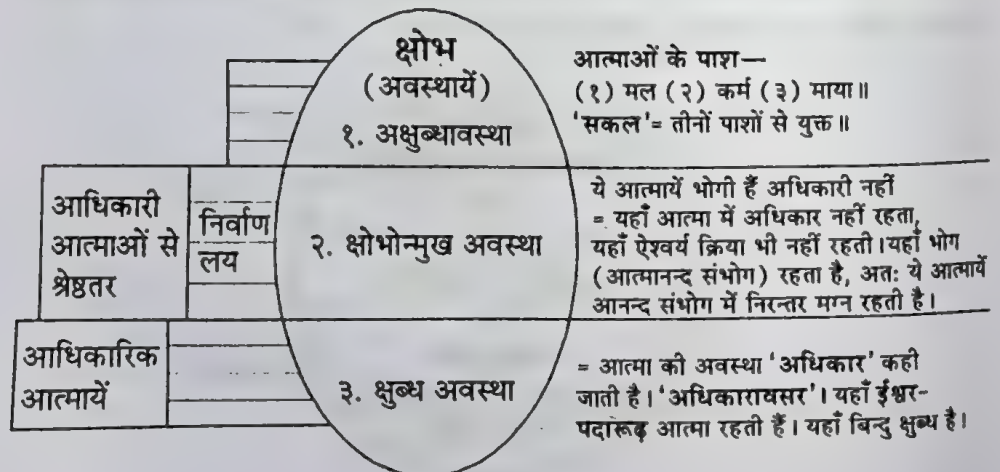 क्षोभ
(अवस्थायें)
१. अक्षुब्धावस्था
आत्माओं के पाश—
(१) मल (२) कर्म (३) माया॥
'सकल'= तीनों पाशों से युक्त॥
आधिकारी
आत्माओं से
श्रेष्ठतर
निर्वाण
लय
२. क्षोभोन्मुख अवस्था
ये आत्मायें भोगी हैं अधिकारी नहीं
= यहाँ आत्मा में अधिकार नहीं रहता,
यहाँ ऐश्वर्य क्रिया भी नहीं रहती।यहाँ भोग
(आत्मानन्द संभोग) रहता है, अतः ये आत्मायें
आनन्द संभोग में निरन्तर मग्न रहती है।
आधिकारिक
आत्मायें
३. क्षुब्ध अवस्था
= आत्मा की अवस्था 'अधिकार' कही
जाती है। 'अधिकारावसर'। यहाँ ईश्वर-
पदारूढ़ आत्मा रहती हैं। यहाँ बिन्दु क्षुब्ध है।